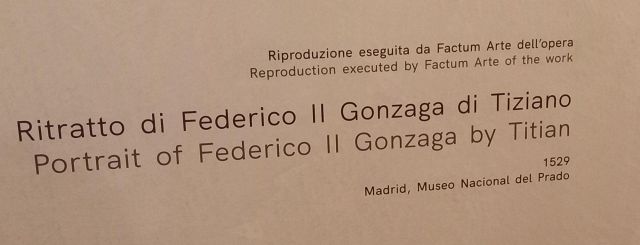 Riproduzione eseguita da Factum Arte dell'opera
Reproduction executed by Factum Arte of the work
Ritratto di Federico II Gonzaga di Tiziano
Portrait of Federico II Gonzaga by Titian
1529
Madrid, Museo Nacional del Prado